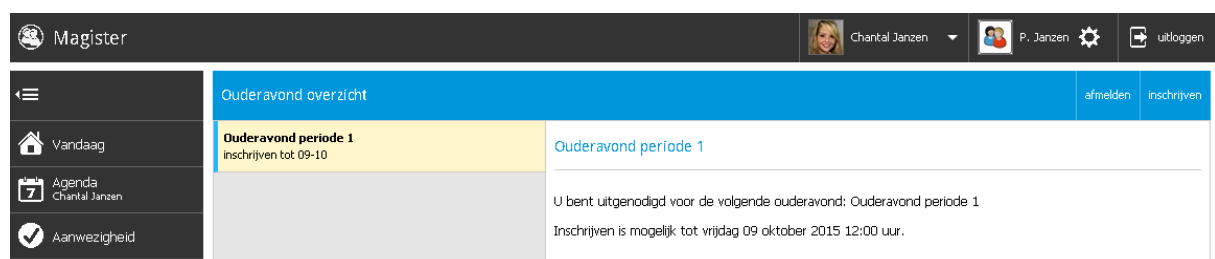 Magister
Chantal Janzen
P. Janzen
uitloggen
Ouderavond overzicht
afmelden
inschrijven
Vandaag
Agenda
Chantal Janzen
Aanwezigheid
7
Ouderavond periode 1
inschrijven tot 09-10
Ouderavond periode 1
U bent uitgenodigd voor de volgende ouderavond: Ouderavond periode 1
Inschrijven is mogelijk tot vrijdag 09 oktober 2015 12:00 uur.